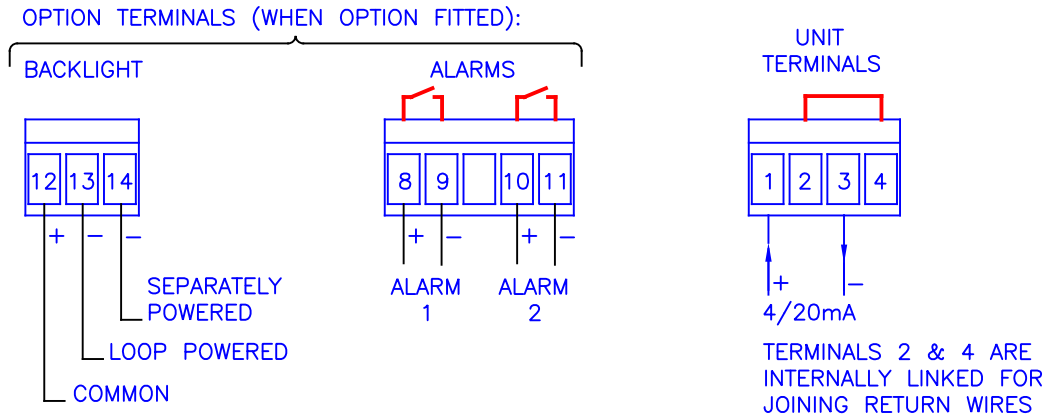 OPTION TERMINALS (WHEN OPTION FITTED):
BACKLIGHT
12 13 14
+ − −
SEPARATELY
POWERED
LOOP POWERED
COMMON
ALARMS
8 9 10 11
+ − + −
ALARM
1
ALARM
2
UNIT
TERMINALS
1 2 3 4
+ −
4/20mA
TERMINALS 2 & 4 ARE
INTERNALLY LINKED FOR
JOINING RETURN WIRES